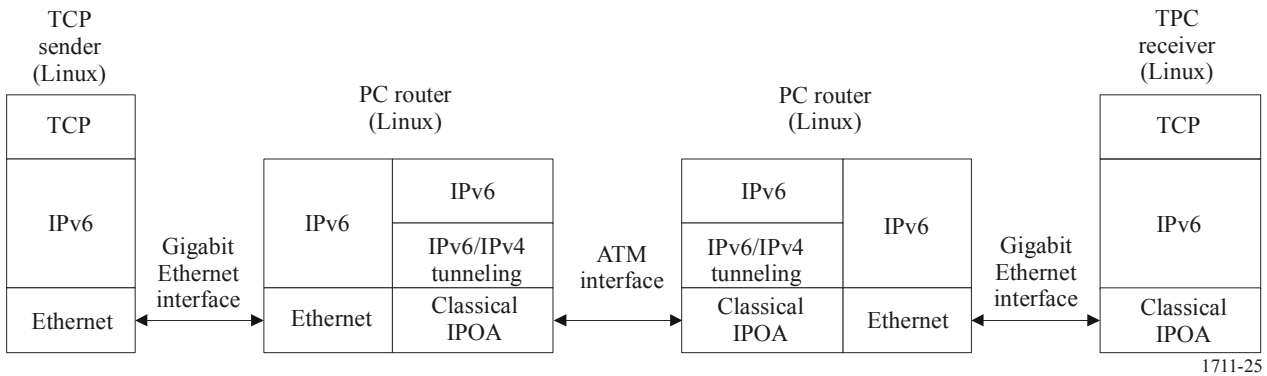 TCP
sender
(Linux)
TCP
IPv6
Ethernet
Gigabit
Ethernet
interface
PC router
(Linux)
IPv6
Ethernet
IPv6
IPv6/IPv4
tunneling
Classical
IPOA
ATM
interface
PC router
(Linux)
IPv6
IPv6/IPv4
tunneling
Classical
IPOA
IPv6
Ethernet
Gigabit
Ethernet
interface
TPC
receiver
(Linux)
TCP
IPv6
Classical
IPOA
1711-25